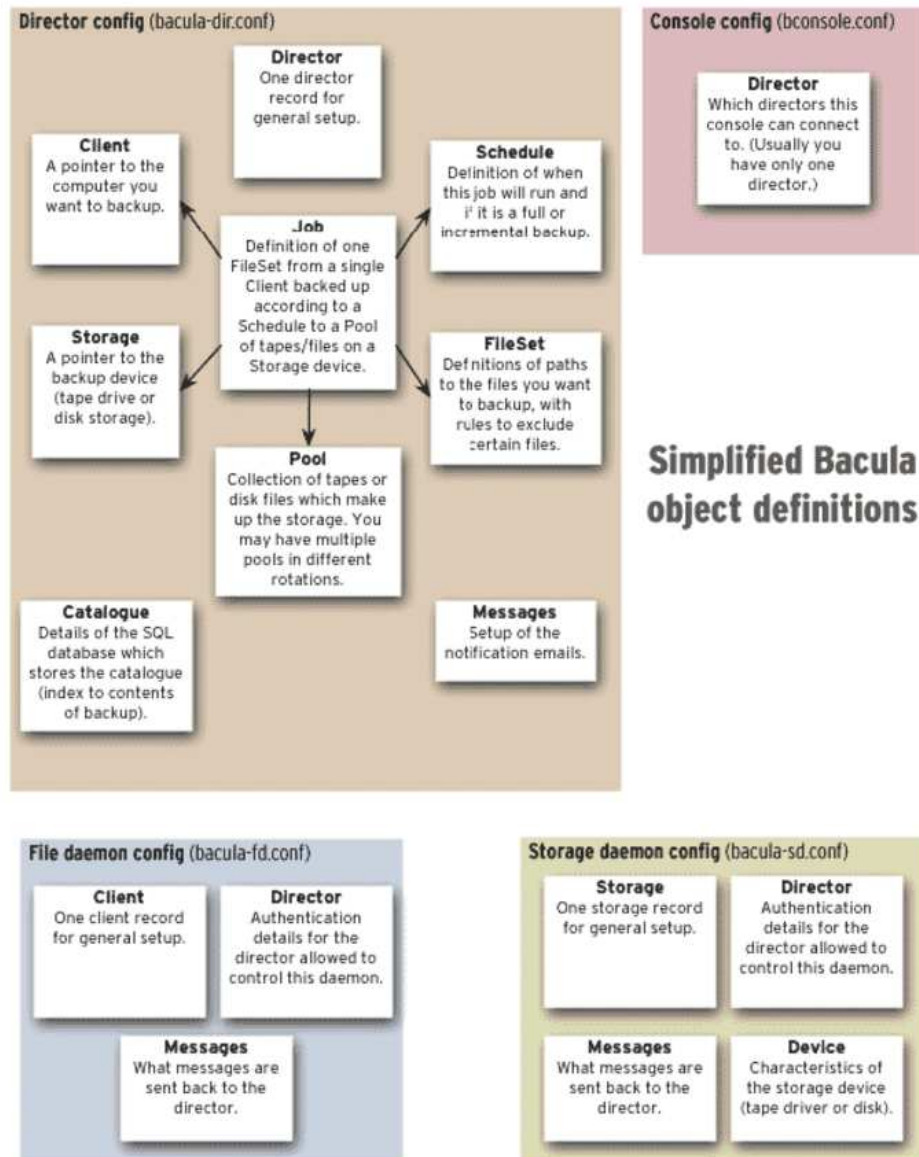 Director config (bacula-dir.conf)
Director
One director
record for
general setup.
Client
A pointer to the
computer you
want to backup.
Schedule
Definition of when
this job will run and
if it is a full or
incremental backup.
Job
Definition of one
FileSet from a single
Client backed up
according to a
Schedule to a Pool
of tapes/files on a
Storage device.
Storage
A pointer to the
backup device
(tape drive or
disk storage).
FileSet
Definitions of paths
to the files you want
to backup, with
rules to exclude
certain files.
Pool
Collection of tapes or
disk files which make
up the storage. You
may have multiple
pools in different
rotations.
Catalogue
Details of the SQL
database which
stores the catalogue
(index to contents
of backup).
Messages
Setup of the
notification emails.
Console config (bconsole.conf)
Director
Which directors this
console can connect
to. (Usually you
have only one
director.)
Simplified Bacula
object definitions
File daemon config (bacula-fd.conf)
Client
One client record
for general setup.
Director
Authentication
details for the
director allowed to
control this daemon.
Messages
What messages are
sent back to the
director.
Storage daemon config (bacula-sd.conf)
Storage
One storage record
for general setup.
Director
Authentication
details for the
director allowed to
control this daemon.
Messages
What messages are
sent back to the
director.
Device
Characteristics of
the storage device
(tape driver or disk).